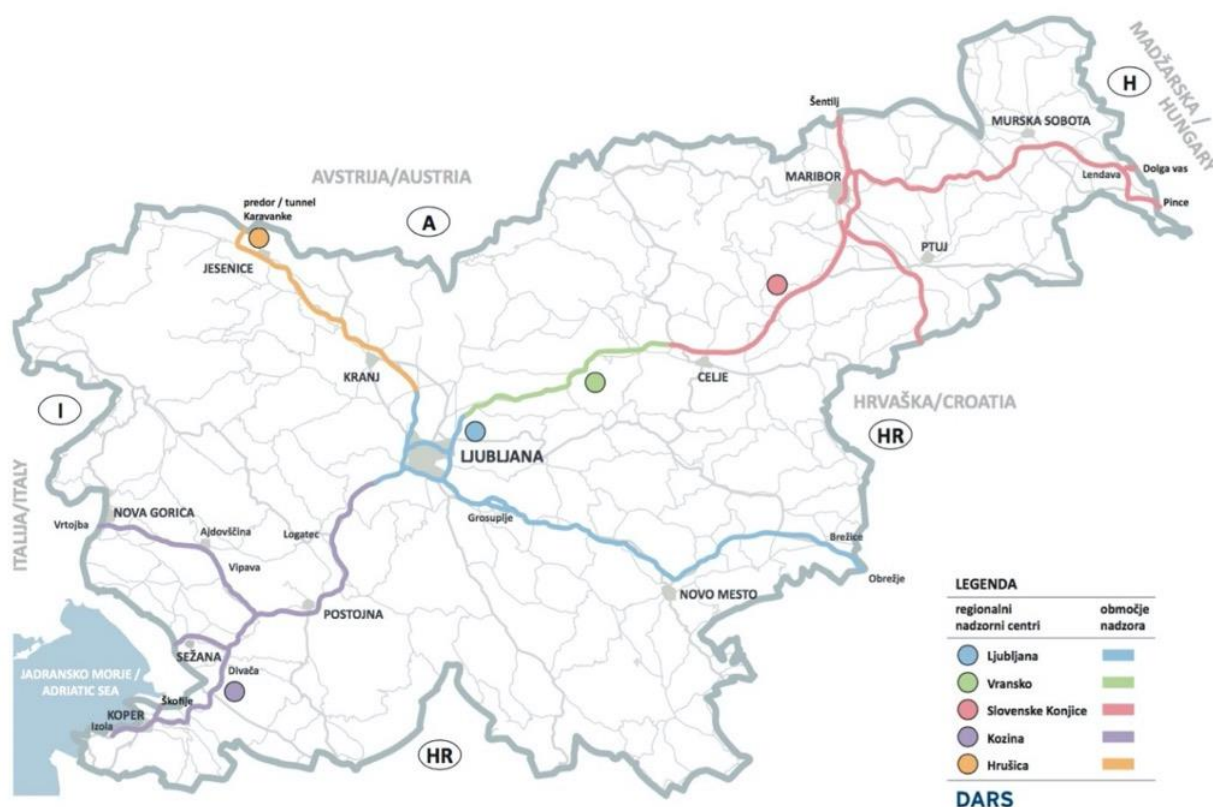 MADŽARSKA /
HUNGARY
H
Šentilj
MURSKA SOBOTA
AVSTRIJA/AUSTRIA
MARIBOR
Dolga vas
Lendava
predor / tunnel
Karavanke
A
Pince
PTUJ
JESENICE
KRANJ
CELJE
I
HRVAŠKA/CROATIA
HR
LJUBLJANA
ITALIJA/ITALY
NOVA GORICA
Vrtojba
Ajdovščina
Logatec
Grosuplje
Brežice
Vipava
Obrežje
NOVO MESTO
POSTOJNA
SEŽANA
Divača
JADRANSKO MORJE /
ADRIATIC SEA
Škofije
KOPER
Izola
HR
LEGENDA
regionalni
nadzorni centri
območje
nadzora
Ljubljana
Vransko
Slovenske Konjice
Kozina
Hrušica
DARS